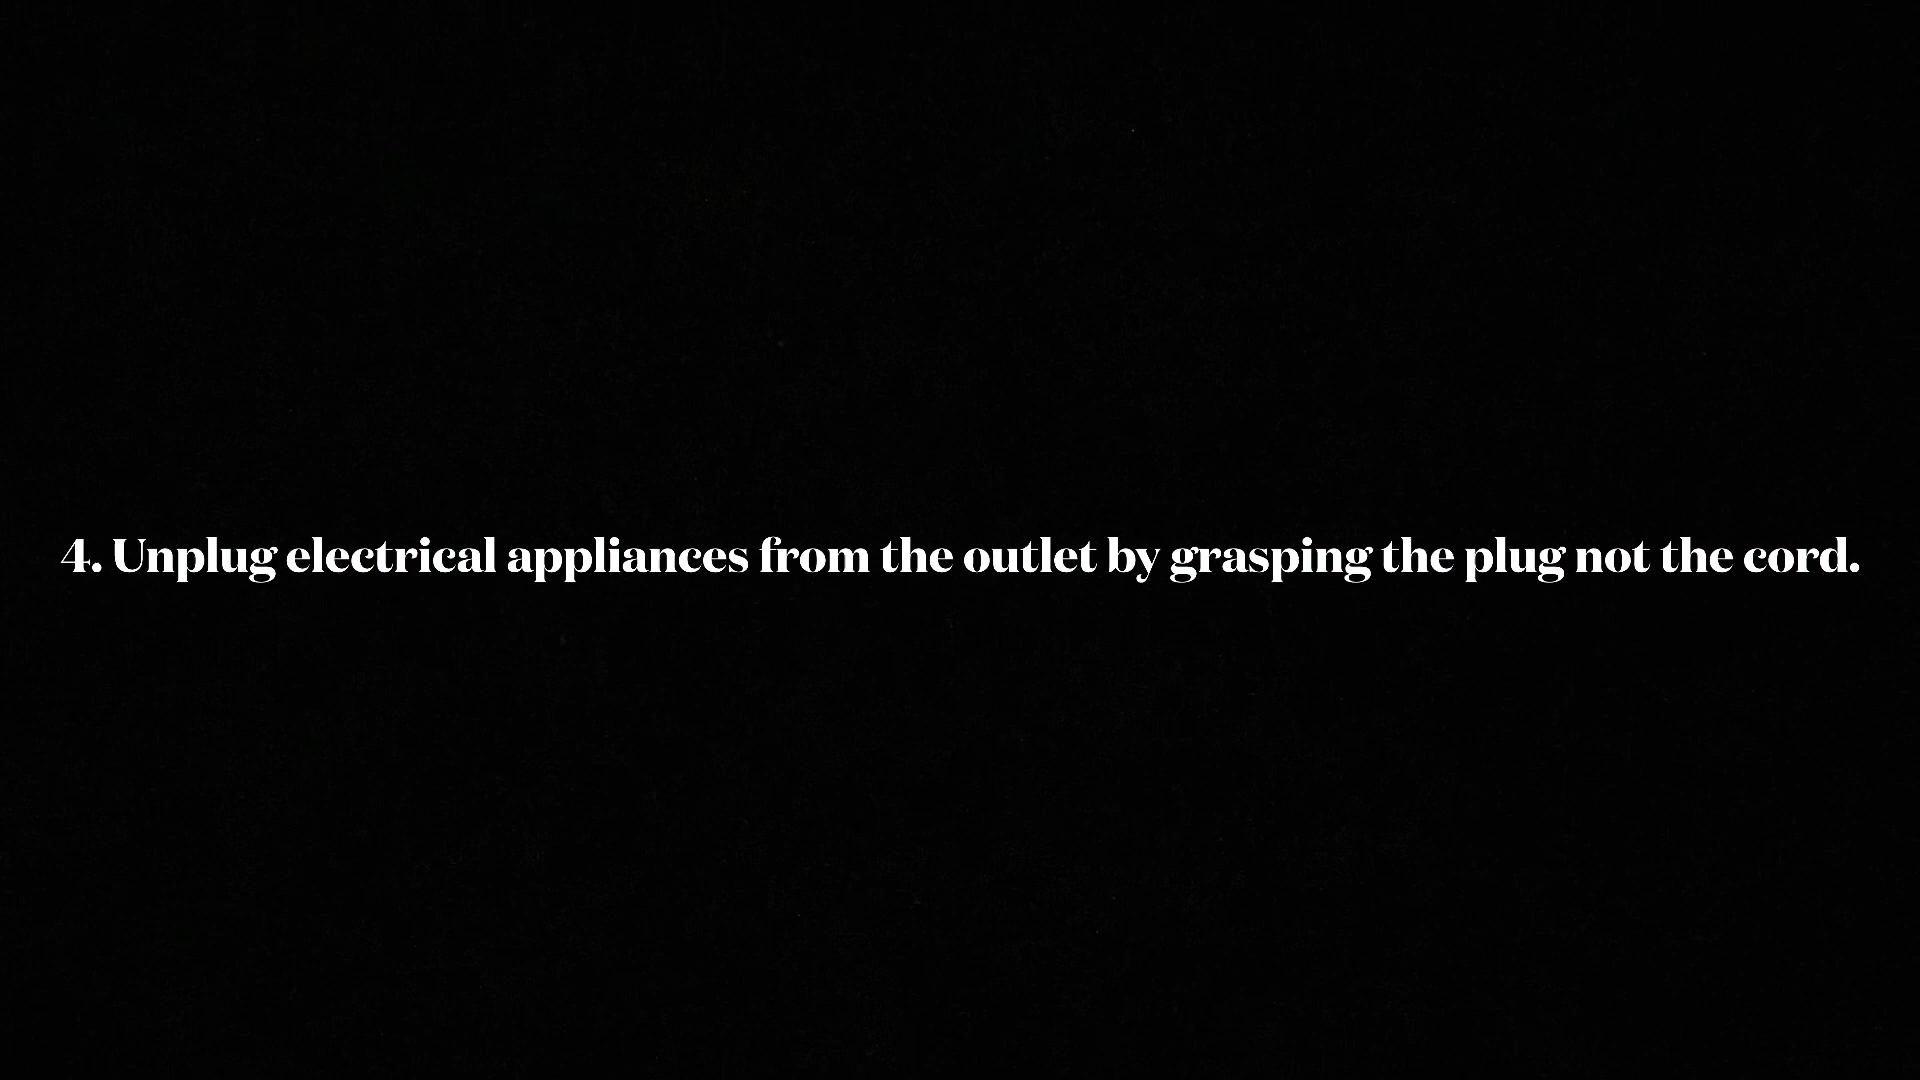 4. Unplug electrical appliances from the outlet by grasping the plug not the cord.